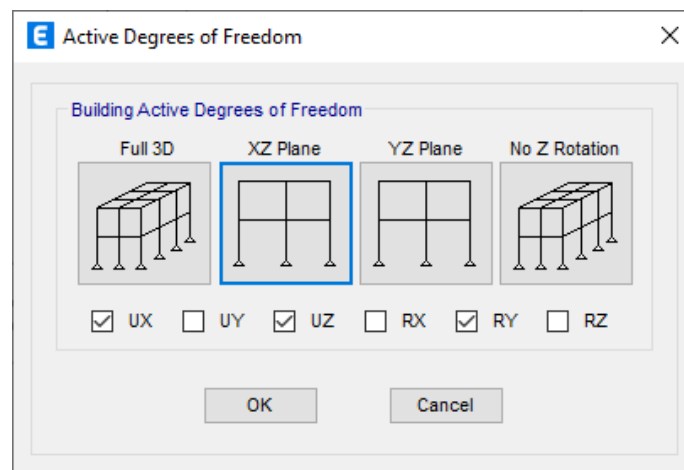 E Active Degrees of Freedom
Building Active Degrees of Freedom
Full 3D XZ Plane YZ Plane No Z Rotation
UX UY UZ RX RY RZ
OK Cancel